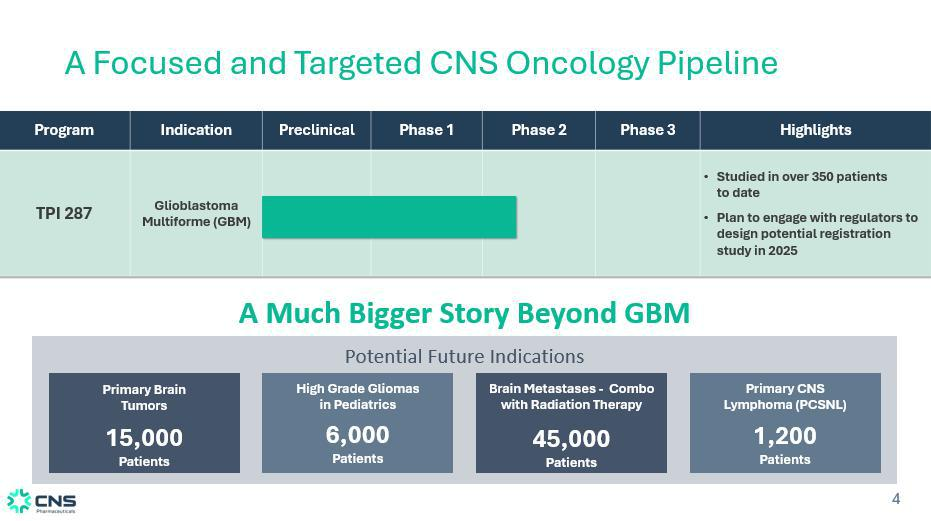 A Focused and Targeted CNS Oncology Pipeline
Program
Indication
Preclinical
Phase 1
Phase 2
Phase 3
Highlights
TPI 287
Glioblastoma
Multiforme (GBM)
• Studied in over 350 patients
to date
• Plan to engage with regulators to
design potential registration
study in 2025
A Much Bigger Story Beyond GBM
Potential Future Indications
Primary Brain
Tumors
15,000
Patients
High Grade Gliomas
in Pediatrics
6,000
Patients
Brain Metastases - Combo
with Radiation Therapy
45,000
Patients
Primary CNS
Lymphoma (PCSNL)
1,200
Patients
CNS
Pharmaceuticals
4